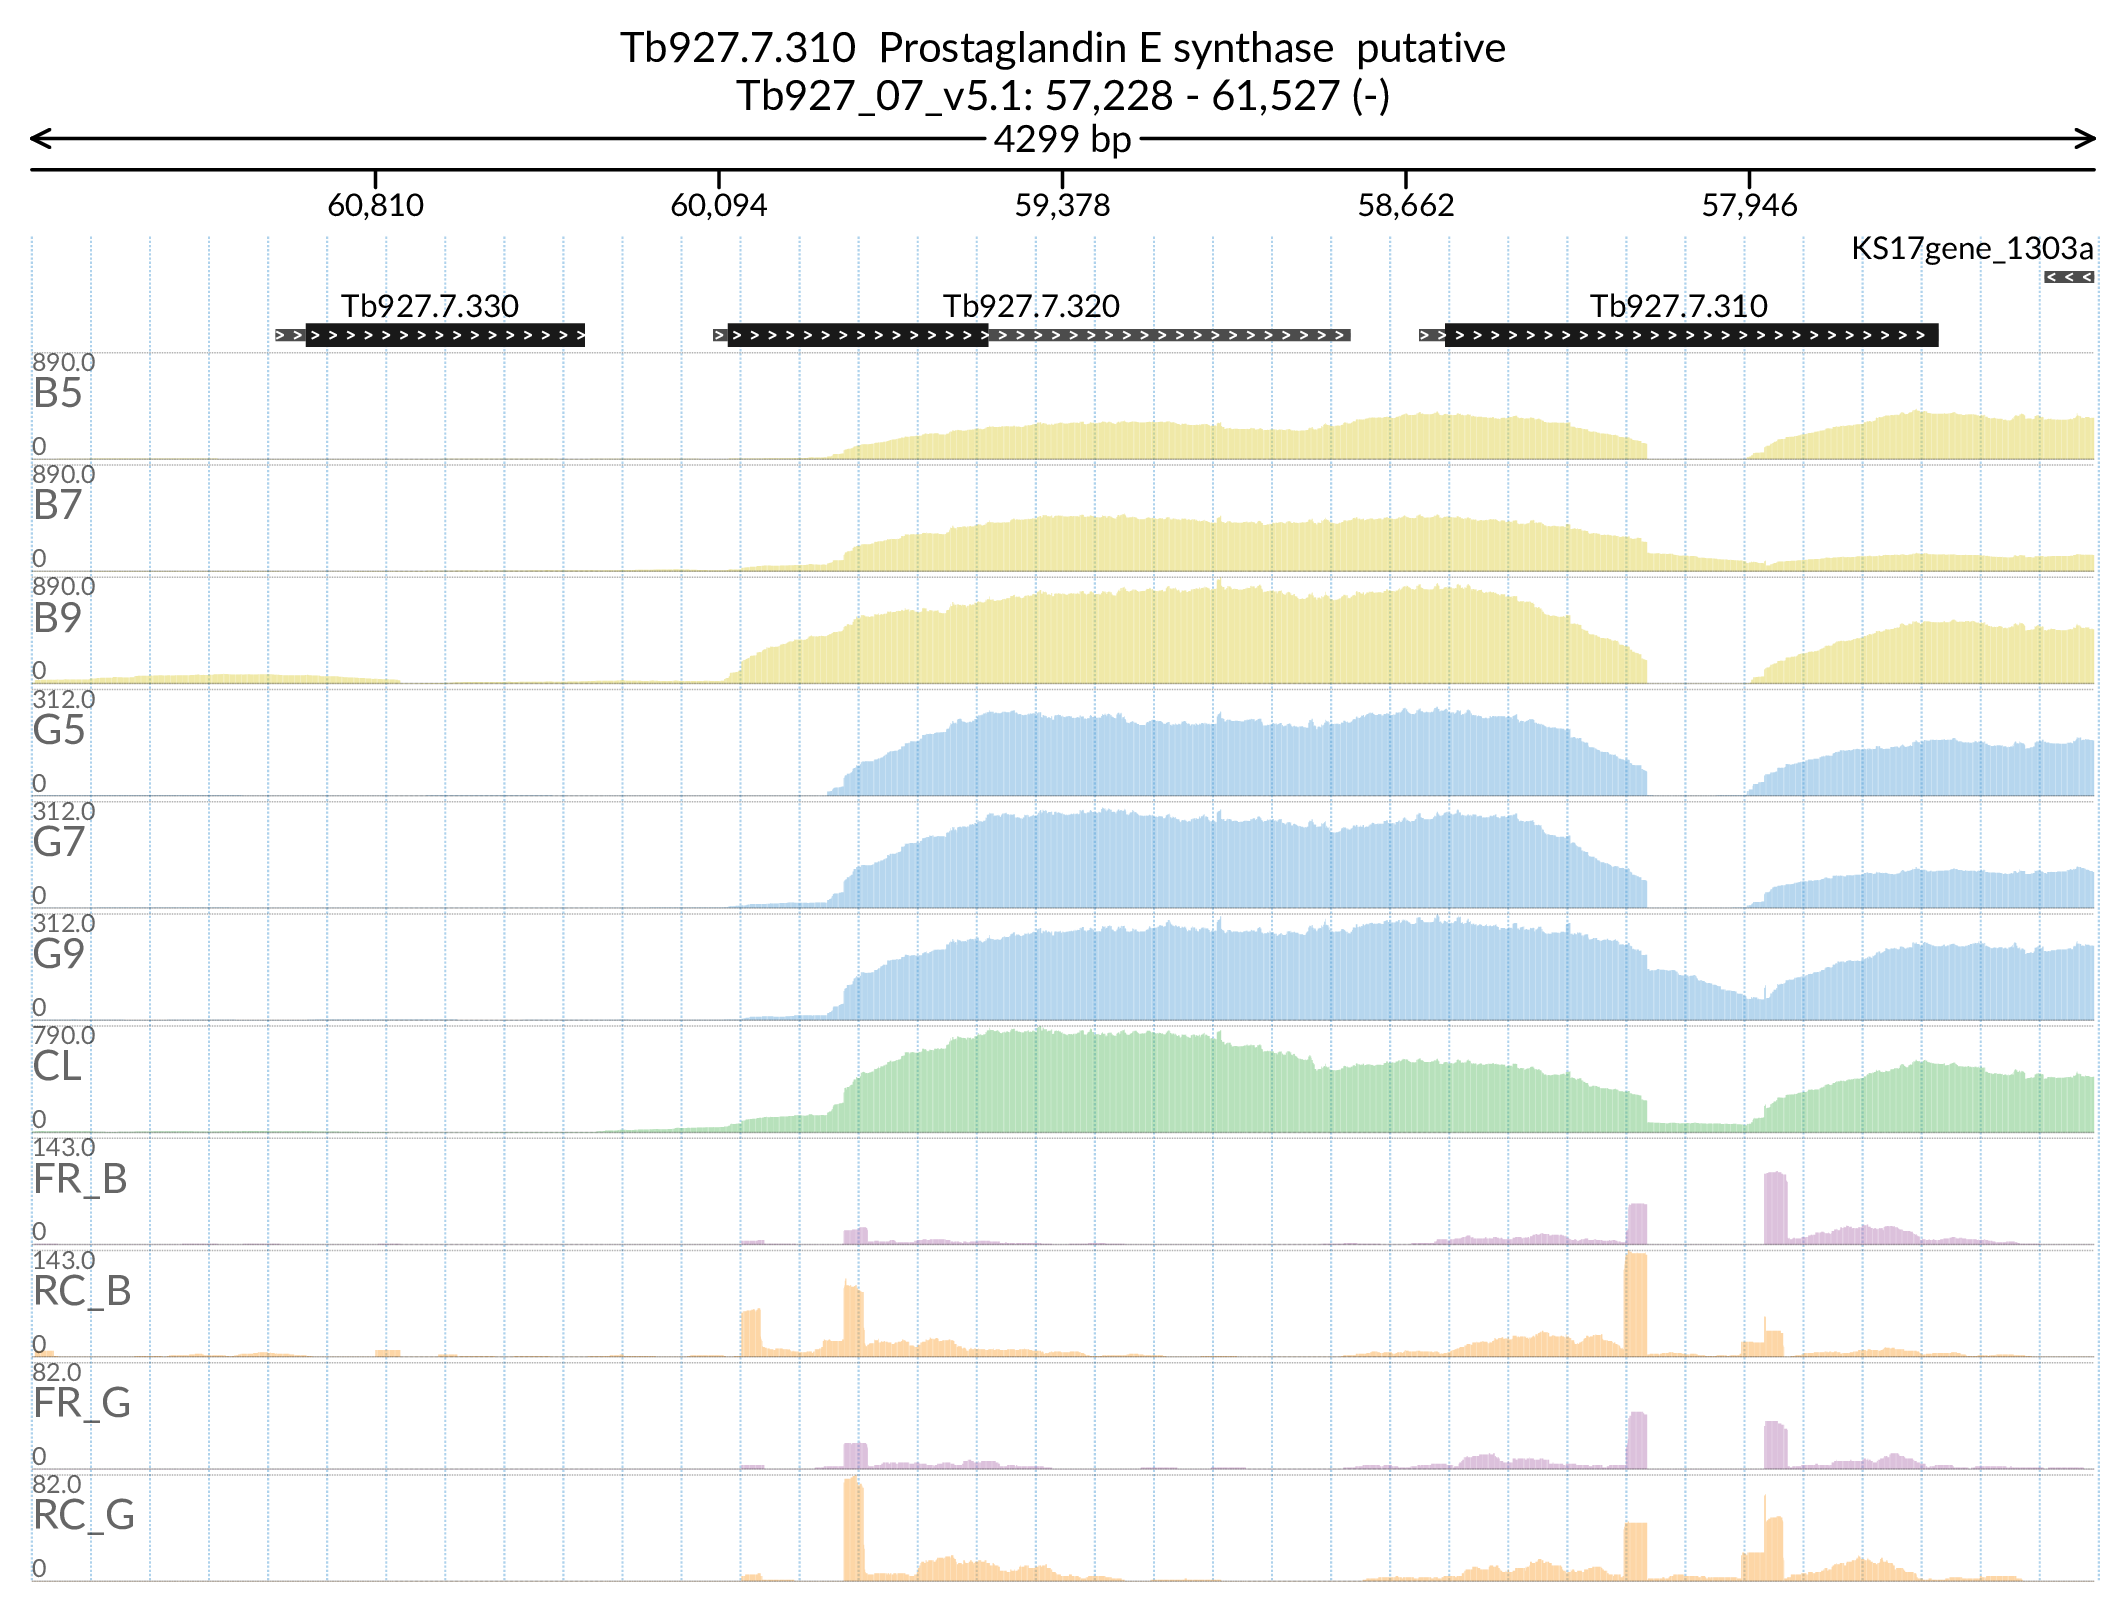 Tb927.7.310  Prostaglandin E synthase  putative
Tb927_07_v5.1: 57,228 - 61,527 (-)
4299 bp
60,810 60,094 59,378 58,662 57,946
KS17gene_1303a
Tb927.7.330 Tb927.7.320 Tb927.7.310
890.0
B5
0
890.0
B7
0
890.0
B9
0
312.0
G5
0
312.0
G7
0
312.0
G9
0
790.0
CL
0
143.0
FR_B
0
143.0
RC_B
0
82.0
FR_G
0
82.0
RC_G
0